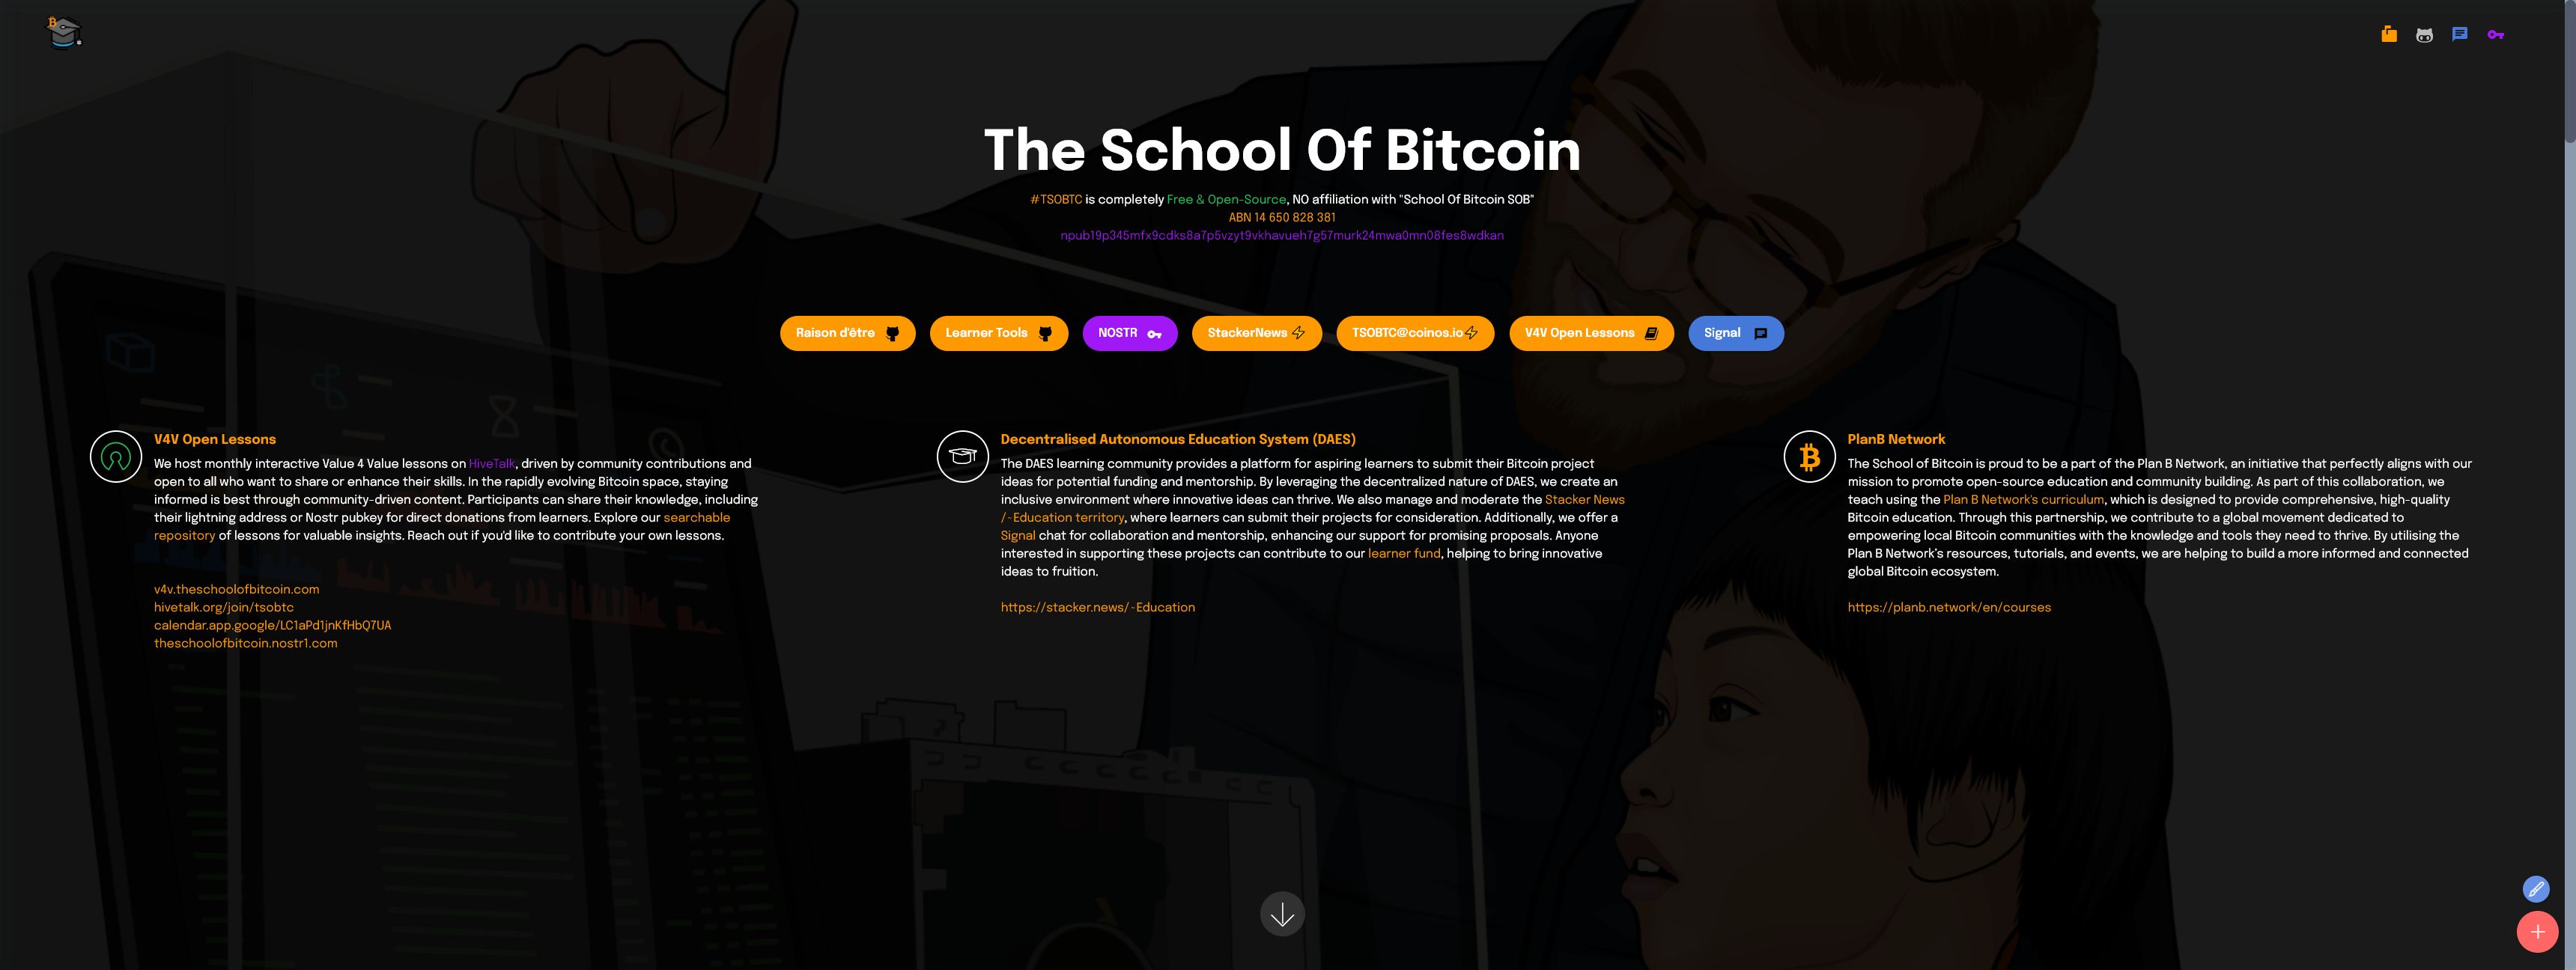 The School Of Bitcoin
#TSOBTC is completely Free & Open-Source, NO affiliation with "School Of Bitcoin SOB"
ABN 14 650 828 381
npub19p345mfx9cdks8a7p5vzyt9vkhavueh7g57murk24mwa0mn08fes8wdkan
Raison d'être
Learner Tools
NOSTR
StackerNews
TSOBTC@coinos.io
V4V Open Lessons
Signal
V4V Open Lessons
We host monthly interactive Value 4 Value lessons on HiveTalk, driven by community contributions and
open to all who want to share or enhance their skills. In the rapidly evolving Bitcoin space, staying
informed is best through community-driven content. Participants can share their knowledge, including
their lightning address or Nostr pubkey for direct donations from learners. Explore our searchable
repository of lessons for valuable insights. Reach out if you'd like to contribute your own lessons.
v4v.theschoolofbitcoin.com
hivetalk.org/join/tsobtc
calendar.app.google/LC1aPd1jnKfHbQ7UA
theschoolofbitcoin.nostr1.com
Decentralised Autonomous Education System (DAES)
The DAES learning community provides a platform for aspiring learners to submit their Bitcoin project
ideas for potential funding and mentorship. By leveraging the decentralized nature of DAES, we create an
inclusive environment where innovative ideas can thrive. We also manage and moderate the Stacker News
/~Education territory, where learners can submit their projects for consideration. Additionally, we offer a
Signal chat for collaboration and mentorship, enhancing our support for promising proposals. Anyone
interested in supporting these projects can contribute to our learner fund, helping to bring innovative
ideas to fruition.
https://stacker.news/~Education
PlanB Network
The School of Bitcoin is proud to be a part of the Plan B Network, an initiative that perfectly aligns with our
mission to promote open-source education and community building. As part of this collaboration, we
teach using the Plan B Network's curriculum, which is designed to provide comprehensive, high-quality
Bitcoin education. Through this partnership, we contribute to a global movement dedicated to
empowering local Bitcoin communities with the knowledge and tools they need to thrive. By utilising the
Plan B Network's resources, tutorials, and events, we are helping to build a more informed and connected
global Bitcoin ecosystem.
https://planb.network/en/courses